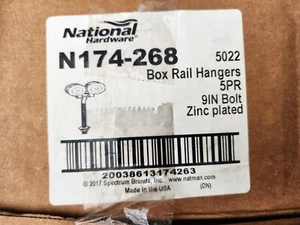 National
Hardware®
N174-268
5022
Box Rail Hangers
5PR
9IN Bolt
Zinc plated
20038613174263
© 2017 Spectrum Brands, Inc. www.natman.com
Made in the USA (DN)